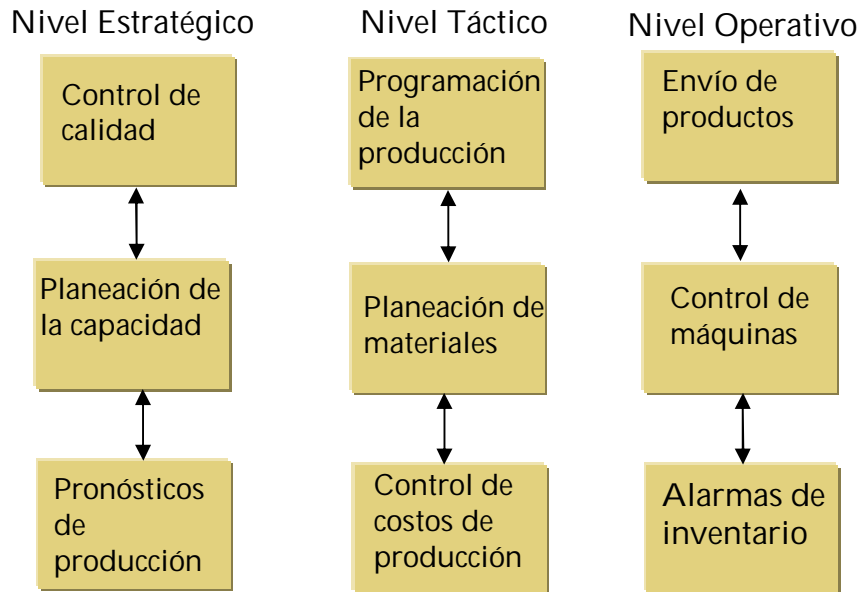 Nivel Estratégico
Nivel Táctico
Nivel Operativo
Control de
calidad
Programación
de la
producción
Envío de
productos
Planeación de
la capacidad
Planeación de
materiales
Control de
máquinas
Pronósticos
de
producción
Control de
costos de
producción
Alarmas de
inventario